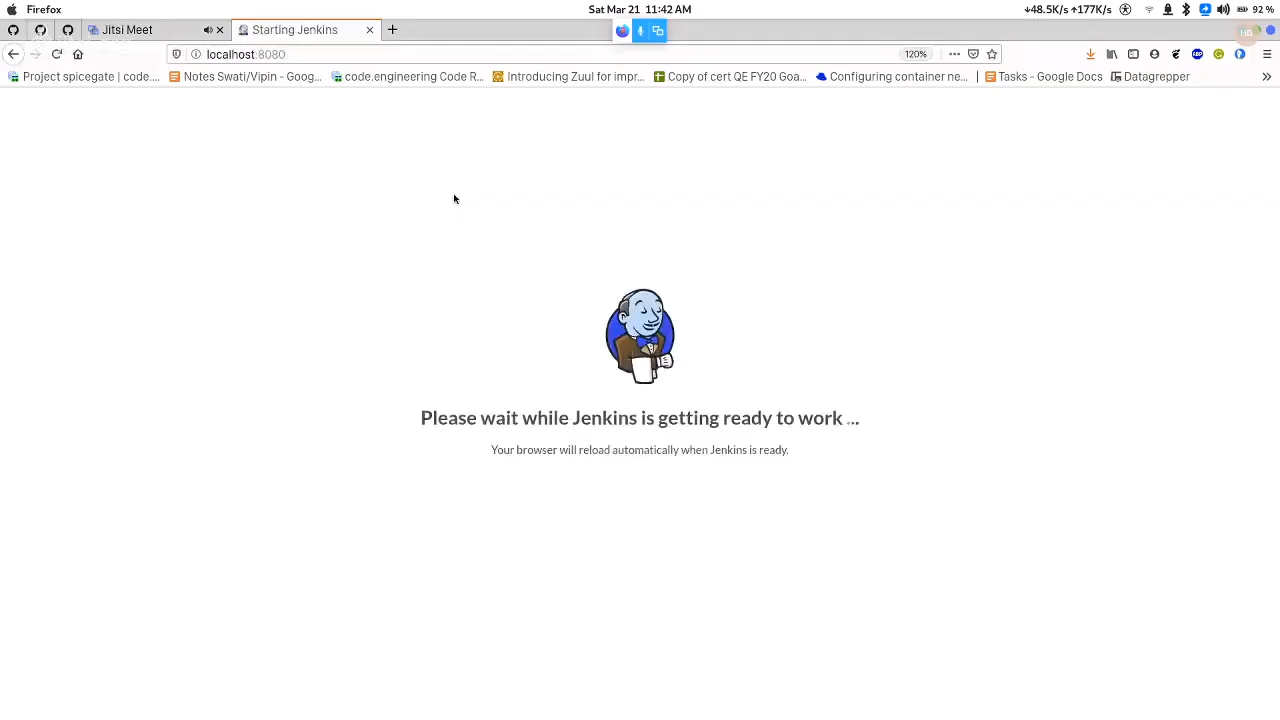 Firefox
Sat Mar 21 11:42 AM
↓48.5K/s ↑177K/s
92 %
Jitsi Meet
Starting Jenkins
HD
localhost:8080
120%
Project spicegate | code....
Notes Swati/Vipin - Goog...
code.engineering Code R...
Introducing Zuul for impr...
Copy of cert QE FY20 Goa...
Configuring container ne...
Tasks - Google Docs
Datagrepper
Please wait while Jenkins is getting ready to work ...
Your browser will reload automatically when Jenkins is ready.